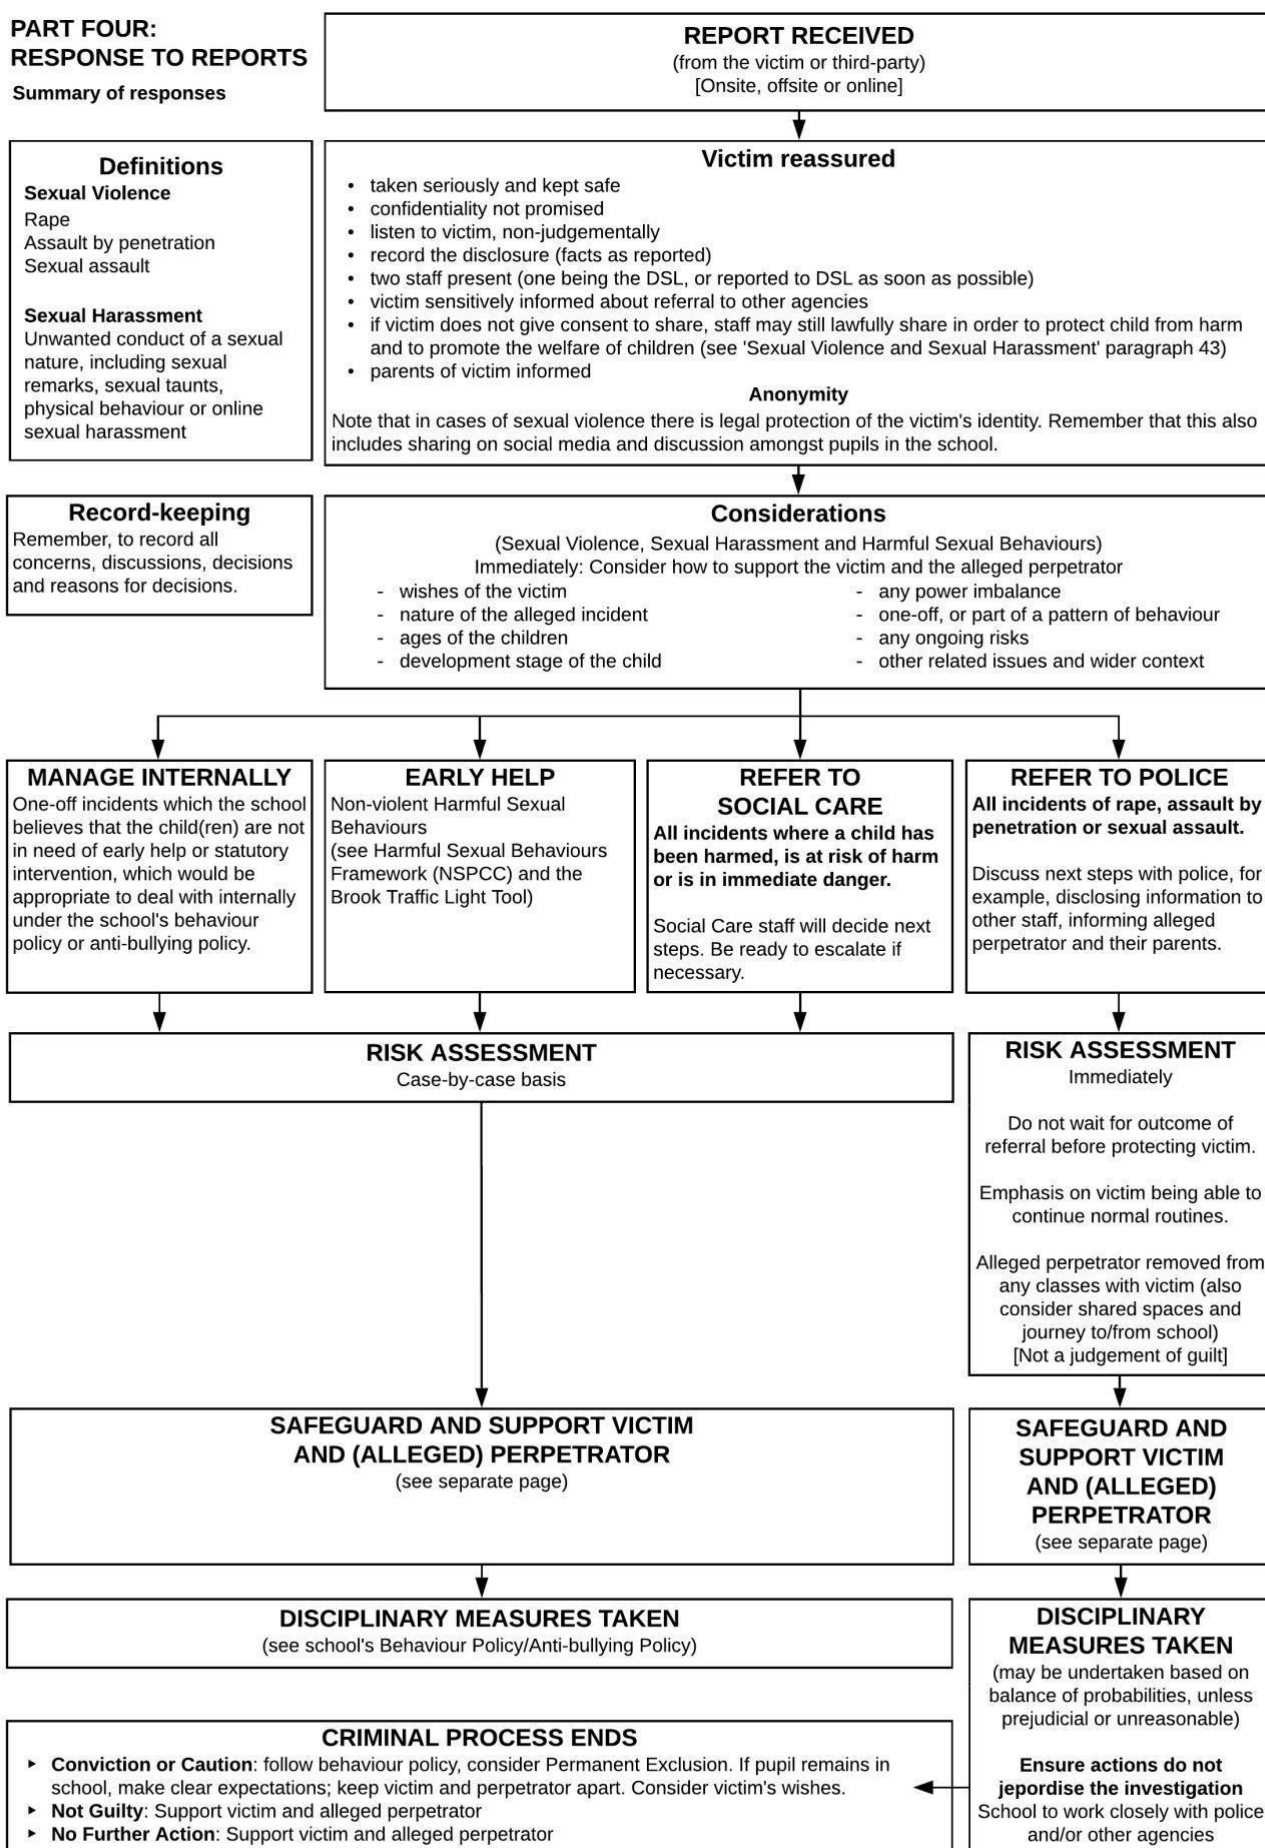 PART FOUR:
RESPONSE TO REPORTS
Summary of responses
REPORT RECEIVED
(from the victim or third-party)
[Onsite, offsite or online]
Definitions
Sexual Violence
Rape
Assault by penetration
Sexual assault
Sexual Harassment
Unwanted conduct of a sexual
nature, including sexual
remarks, sexual taunts,
physical behaviour or online
sexual harassment
Victim reassured
• taken seriously and kept safe
• confidentiality not promised
• listen to victim, non-judgementally
• record the disclosure (facts as reported)
• two staff present (one being the DSL, or reported to DSL as soon as possible)
• victim sensitively informed about referral to other agencies
• if victim does not give consent to share, staff may still lawfully share in order to protect child from harm
and to promote the welfare of children (see 'Sexual Violence and Sexual Harassment' paragraph 43)
• parents of victim informed
Anonymity
Note that in cases of sexual violence there is legal protection of the victim's identity. Remember that this also
includes sharing on social media and discussion amongst pupils in the school.
Record-keeping
Remember, to record all
concerns, discussions, decisions
and reasons for decisions.
Considerations
(Sexual Violence, Sexual Harassment and Harmful Sexual Behaviours)
Immediately: Consider how to support the victim and the alleged perpetrator
- wishes of the victim
- nature of the alleged incident
- ages of the children
- development stage of the child
- any power imbalance
- one-off, or part of a pattern of behaviour
- any ongoing risks
- other related issues and wider context
MANAGE INTERNALLY
One-off incidents which the school
believes that the child(ren) are not
in need of early help or statutory
intervention, which would be
appropriate to deal with internally
under the school's behaviour
policy or anti-bullying policy.
EARLY HELP
Non-violent Harmful Sexual
Behaviours
(see Harmful Sexual Behaviours
Framework (NSPCC) and the
Brook Traffic Light Tool)
REFER TO
SOCIAL CARE
All incidents where a child has
been harmed, is at risk of harm
or is in immediate danger.
Social Care staff will decide next
steps. Be ready to escalate if
necessary.
REFER TO POLICE
All incidents of rape, assault by
penetration or sexual assault.
Discuss next steps with police, for
example, disclosing information to
other staff, informing alleged
perpetrator and their parents.
RISK ASSESSMENT
Case-by-case basis
RISK ASSESSMENT
Immediately
Do not wait for outcome of
referral before protecting victim.
Emphasis on victim being able to
continue normal routines.
Alleged perpetrator removed from
any classes with victim (also
consider shared spaces and
journey to/from school)
[Not a judgement of guilt]
SAFEGUARD AND SUPPORT VICTIM
AND (ALLEGED) PERPETRATOR
(see separate page)
SAFEGUARD AND
SUPPORT VICTIM
AND (ALLEGED)
PERPETRATOR
(see separate page)
DISCIPLINARY MEASURES TAKEN
(see school's Behaviour Policy/Anti-bullying Policy)
DISCIPLINARY
MEASURES TAKEN
(may be undertaken based on
balance of probabilities, unless
prejudicial or unreasonable)
Ensure actions do not
jepordise the investigation
School to work closely with police
and/or other agencies
CRIMINAL PROCESS ENDS
▸ Conviction or Caution: follow behaviour policy, consider Permanent Exclusion. If pupil remains in
school, make clear expectations; keep victim and perpetrator apart. Consider victim's wishes.
▸ Not Guilty: Support victim and alleged perpetrator
▸ No Further Action: Support victim and alleged perpetrator